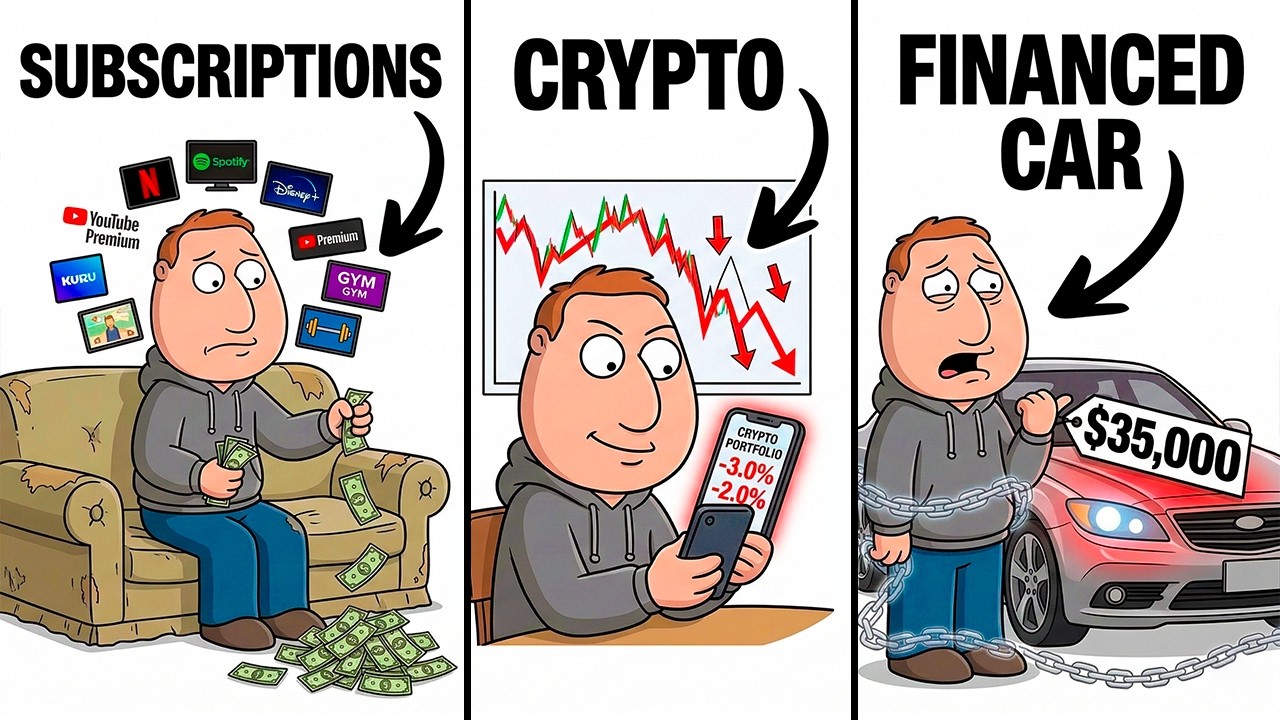 SUBSCRIPTIONS
Spotify
N
Disney+
YouTube
Premium
Premium
KURU
GYM
GYM
CRYPTO
CRYPTO
PORTFOLIO
-3.0%
-2.0%
FINANCED
CAR
$35,000